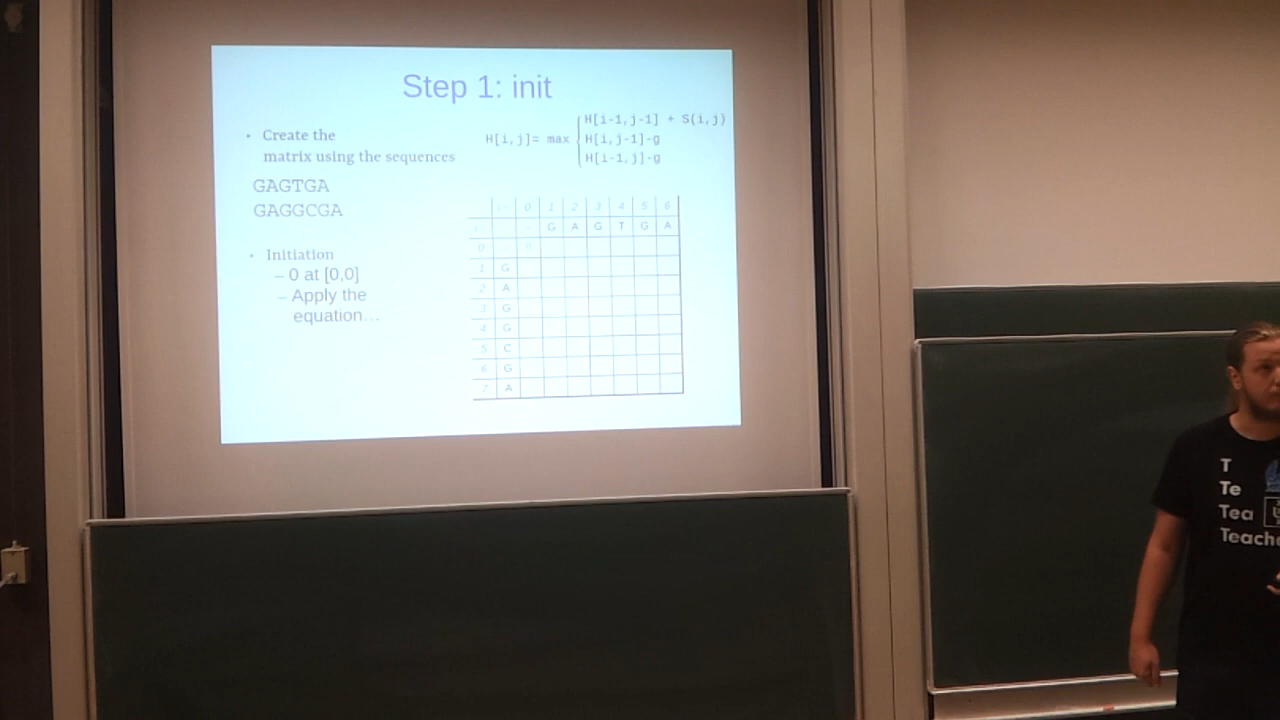 Step 1: init
• Create the
matrix using the sequences
GAGTGA
GAGGCGA
• Initiation
– 0 at [0,0]
– Apply the
equation…
H[i-1,j-1] + S(i,j)
H[i,j]= max H[i,j-1]-g
H[i-1,j]-g
0 1 2 3 4 5 6
G A G T G A
0 0
1 G
2 A
3 G
4 G
5 C
6 G
7 A
T
Te
Tea